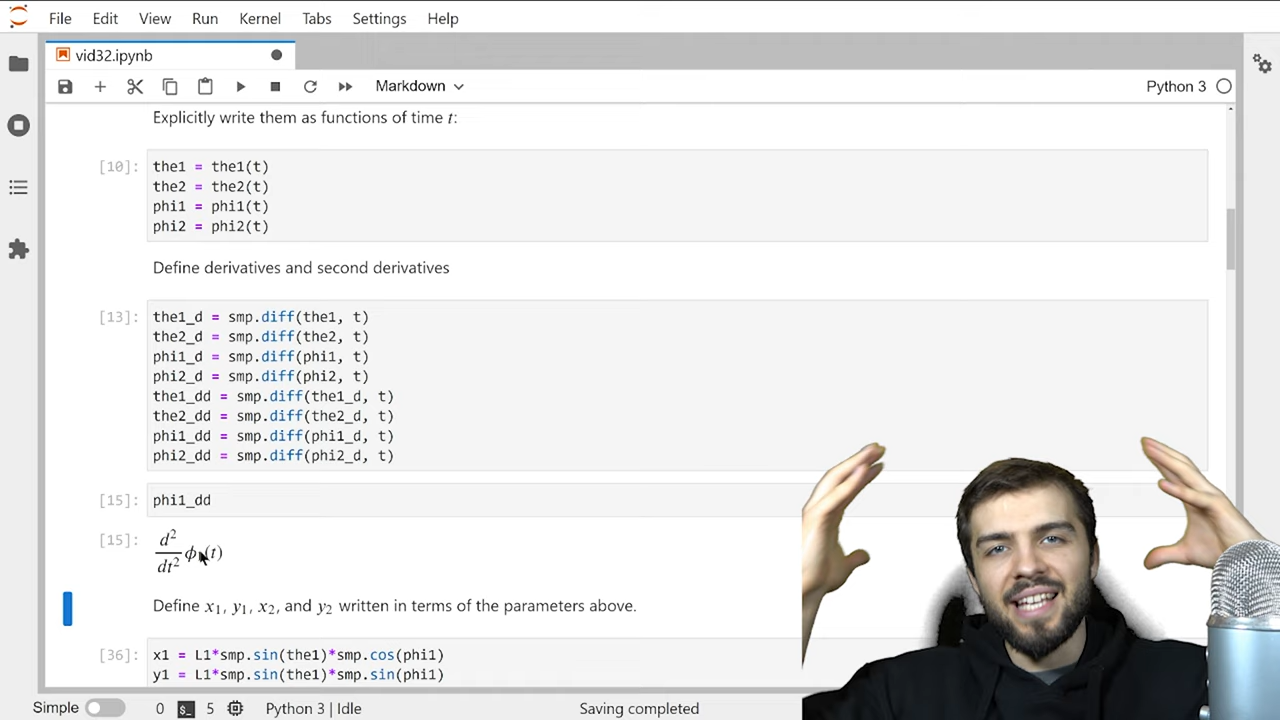 File Edit View Run Kernel Tabs Settings Help
vid32.ipynb
Markdown
Python 3
Explicitly write them as functions of time t:
[10]: the1 = the1(t)
the2 = the2(t)
phi1 = phi1(t)
phi2 = phi2(t)
Define derivatives and second derivatives
[13]: the1_d = smp.diff(the1, t)
the2_d = smp.diff(the2, t)
phi1_d = smp.diff(phi1, t)
phi2_d = smp.diff(phi2, t)
the1_dd = smp.diff(the1_d, t)
the2_dd = smp.diff(the2_d, t)
phi1_dd = smp.diff(phi1_d, t)
phi2_dd = smp.diff(phi2_d, t)
[15]: phi1_dd
[15]: d²/dt² ϕ (t)
Define x₁, y₁, x₂, and y₂ written in terms of the parameters above.
[36]: x1 = L1*smp.sin(the1)*smp.cos(phi1)
y1 = L1*smp.sin(the1)*smp.sin(phi1)
Simple 0 $_ 5 Python 3 | Idle Saving completed